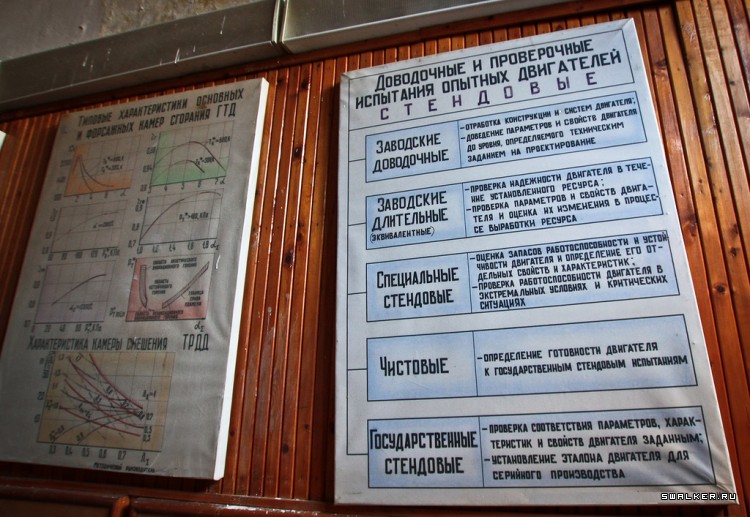 Типовые характеристики основных
и форсажных камер сгорания ГТД
Характеристика камеры смешения
ТРДД
Доводочные и проверочные
испытания опытных двигателей
СТЕНДОВЫЕ
Заводские
доводочные
- отработка конструкции и систем двигателя;
- доведение параметров и свойств двигателя
до уровня, определяемого техническим
заданием на проектирование
Заводские
длительные
(эквивалентные)
- проверка надежности двигателя в тече-
ние установленного ресурса;
- проверка параметров и свойств двига-
теля и оценка их изменения в процес-
се выработки ресурса
Специальные
стендовые
- оценка запасов работоспособности и устой-
чивости двигателя и определение его от-
дельных свойств и характеристик;
- проверка работоспособности двигателя в
экстремальных условиях и критических
ситуациях
Чистовые
- определение готовности двигателя
к государственным стендовым испытаниям
Государственные
стендовые
- проверка соответствия параметров, харак-
теристик и свойств двигателя заданным;
- установление эталона двигателя для
серийного производства
SWALKER.RU